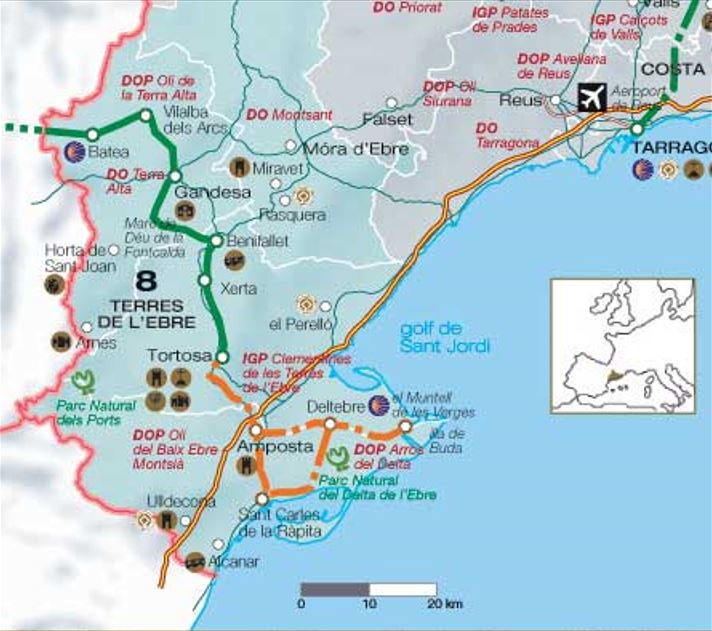 DO Priorat
IGP Patates
de Prades
IGP Calçots
de Valls
Valls
DOP Avellana
de Reus
COSTA
DOP Oli de
la Terra Alta
DOP Oli
Siurana
Aeroport
de Reus
Reus
Vilalba
dels Arcs
DO Montsant
Falset
DO
Tarragona
TARRAGO
Batea
Móra d'Ebre
DO Terra
Alta
Miravet
Gandesa
Rasquera
Mare de
Déu de la
Fontcalda
Benifallet
Horta de
Sant Joan
8
TERRES
DE L'EBRE
Xerta
el Perelló
golf de
Sant Jordi
Arnes
Tortosa
IGP Clementines
de les Terres
de l'Ebre
Parc Natural
dels Ports
Deltebre
el Muntell
de les Verges
DOP Oli
del Baix Ebre
Montsià
Amposta
illa de
Buda
DOP Arròs
del Delta
Parc Natural
del Delta de l'Ebre
Ulldecona
Sant Carles
de la Ràpita
Alcanar
0 10 20 km